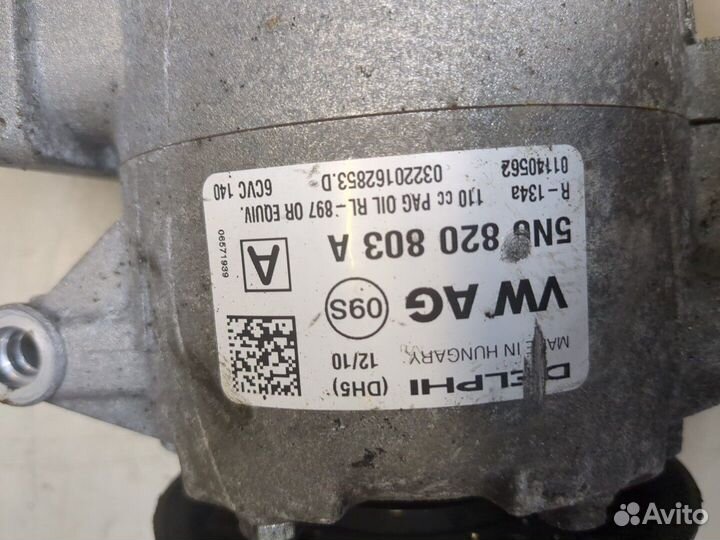 DELPHI (DH5)
MADE IN HUNGARY 12/10
VW AG 09S
5N0 820 803 A A
R-134a 110 cc PAG OIL RL-897 OR EQUIV. 06571939
01140562 03220162853.D 6CVC 140
Avito